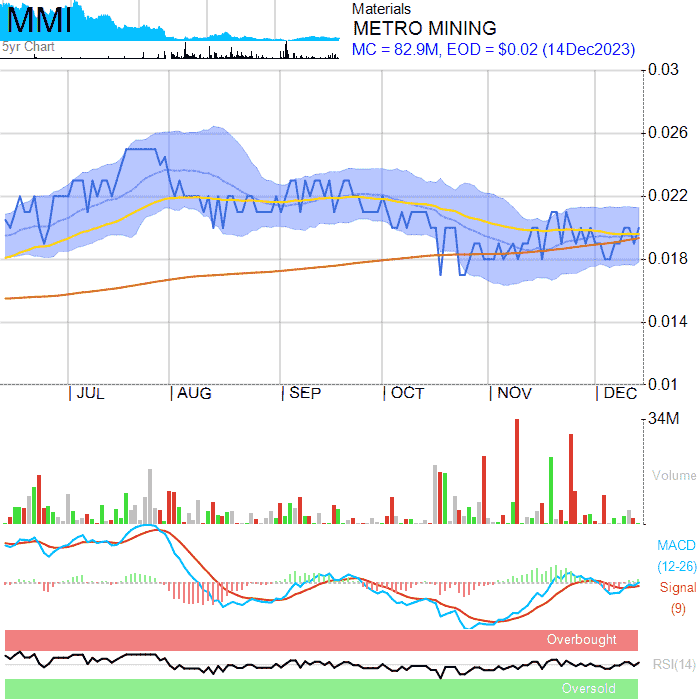 MMI
5yr Chart
Materials
METRO MINING
MC = 82.9M, EOD = $0.02 (14Dec2023)
0.03
0.026
0.022
0.018
0.014
0.01
JUL AUG SEP OCT NOV DEC
34M
Volume
MACD
(12-26)
Signal
(9)
Overbought
RSI(14)
Oversold